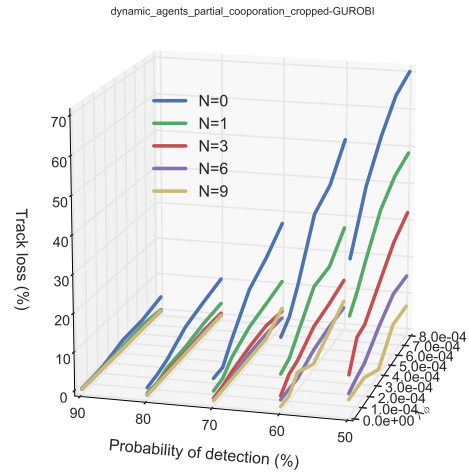 dynamic_agents_partial_cooporation_cropped-GUROBI
N=0
N=1
N=3
N=6
N=9
Track loss (%)
70
60
50
40
30
20
10
0
90
80
70
60
50
Probability of detection (%)
8.0e-04
7.0e-04
6.0e-04
5.0e-04
4.0e-04
3.0e-04
2.0e-04
1.0e-04
0.0e+00